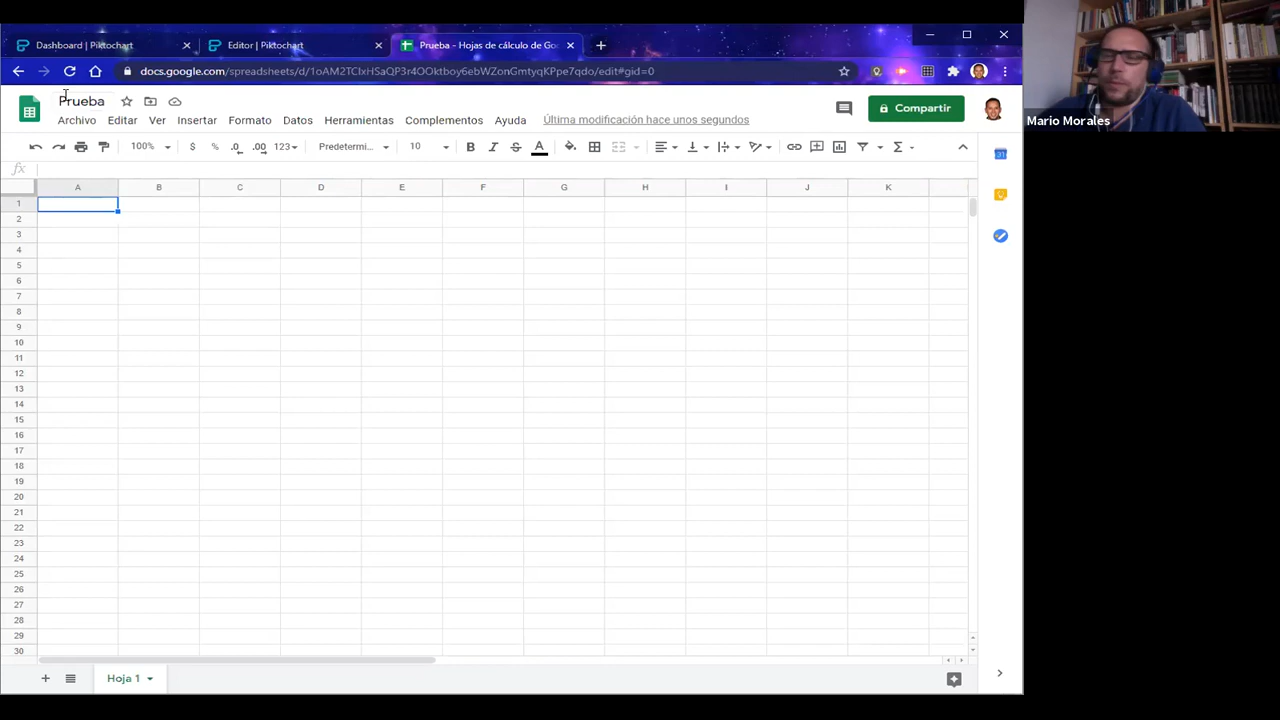 Dashboard | Piktochart
Editor | Piktochart
Prueba - Hojas de cálculo de Goo
docs.google.com/spreadsheets/d/1oAM2TCIxHSaQP3r4OOktboy6ebWZonGmtyqKPpe7qdo/edit#gid=0
Prueba
Compartir
Mario Morales
Archivo Editar Ver Insertar Formato Datos Herramientas Complementos Ayuda Última modificación hace unos segundos
100% $ % .0 .00 123 Predetermi... 10 B I S A Σ
fx
A B C D E F G H I J K
1
2
3
4
5
6
7
8
9
10
11
12
13
14
15
16
17
18
19
20
21
22
23
24
25
26
27
28
29
30
Hoja 1